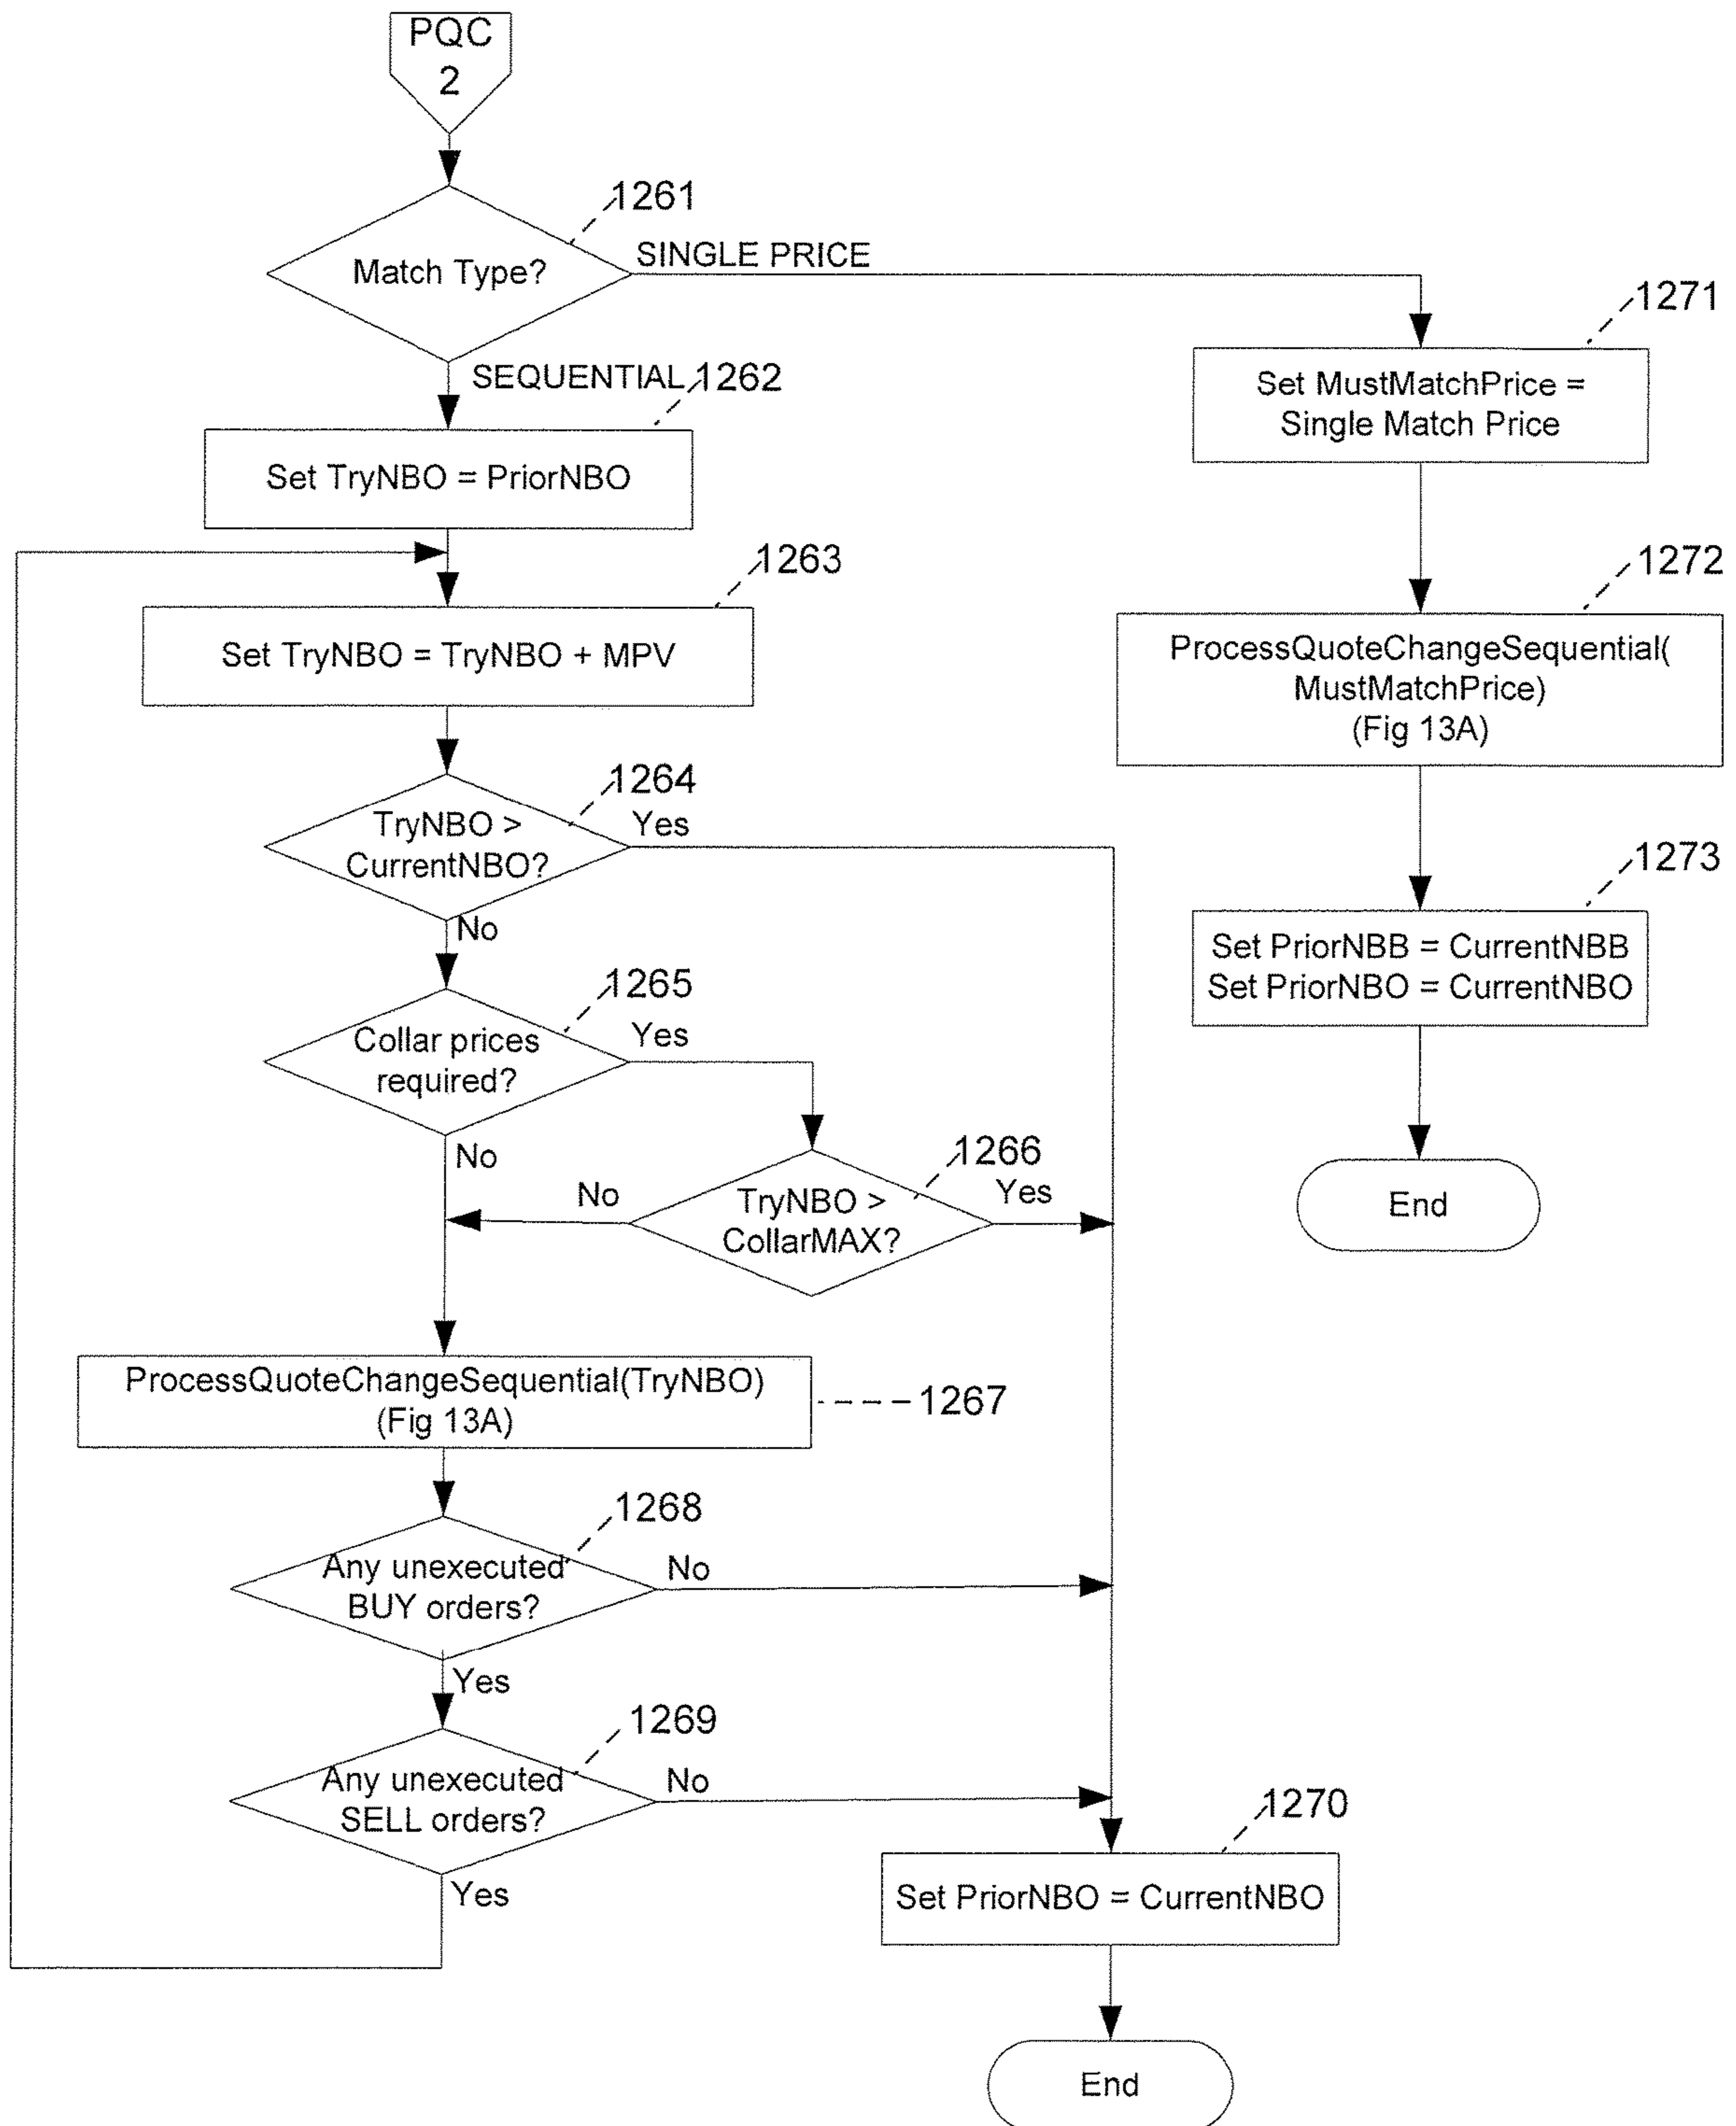 PQC
2
1261
Match Type?
SINGLE PRICE
SEQUENTIAL
1262
Set TryNBO = PriorNBO
1263
Set TryNBO = TryNBO + MPV
1264
TryNBO >
CurrentNBO?
Yes
No
1265
Collar prices
required?
Yes
No
1266
TryNBO >
CollarMAX?
No
Yes
ProcessQuoteChangeSequential(TryNBO)
(Fig 13A)
1267
1268
Any unexecuted
BUY orders?
No
Yes
1269
Any unexecuted
SELL orders?
No
Yes
1270
Set PriorNBO = CurrentNBO
End
1271
Set MustMatchPrice =
Single Match Price
1272
ProcessQuoteChangeSequential(
MustMatchPrice)
(Fig 13A)
1273
Set PriorNBB = CurrentNBB
Set PriorNBO = CurrentNBO
End